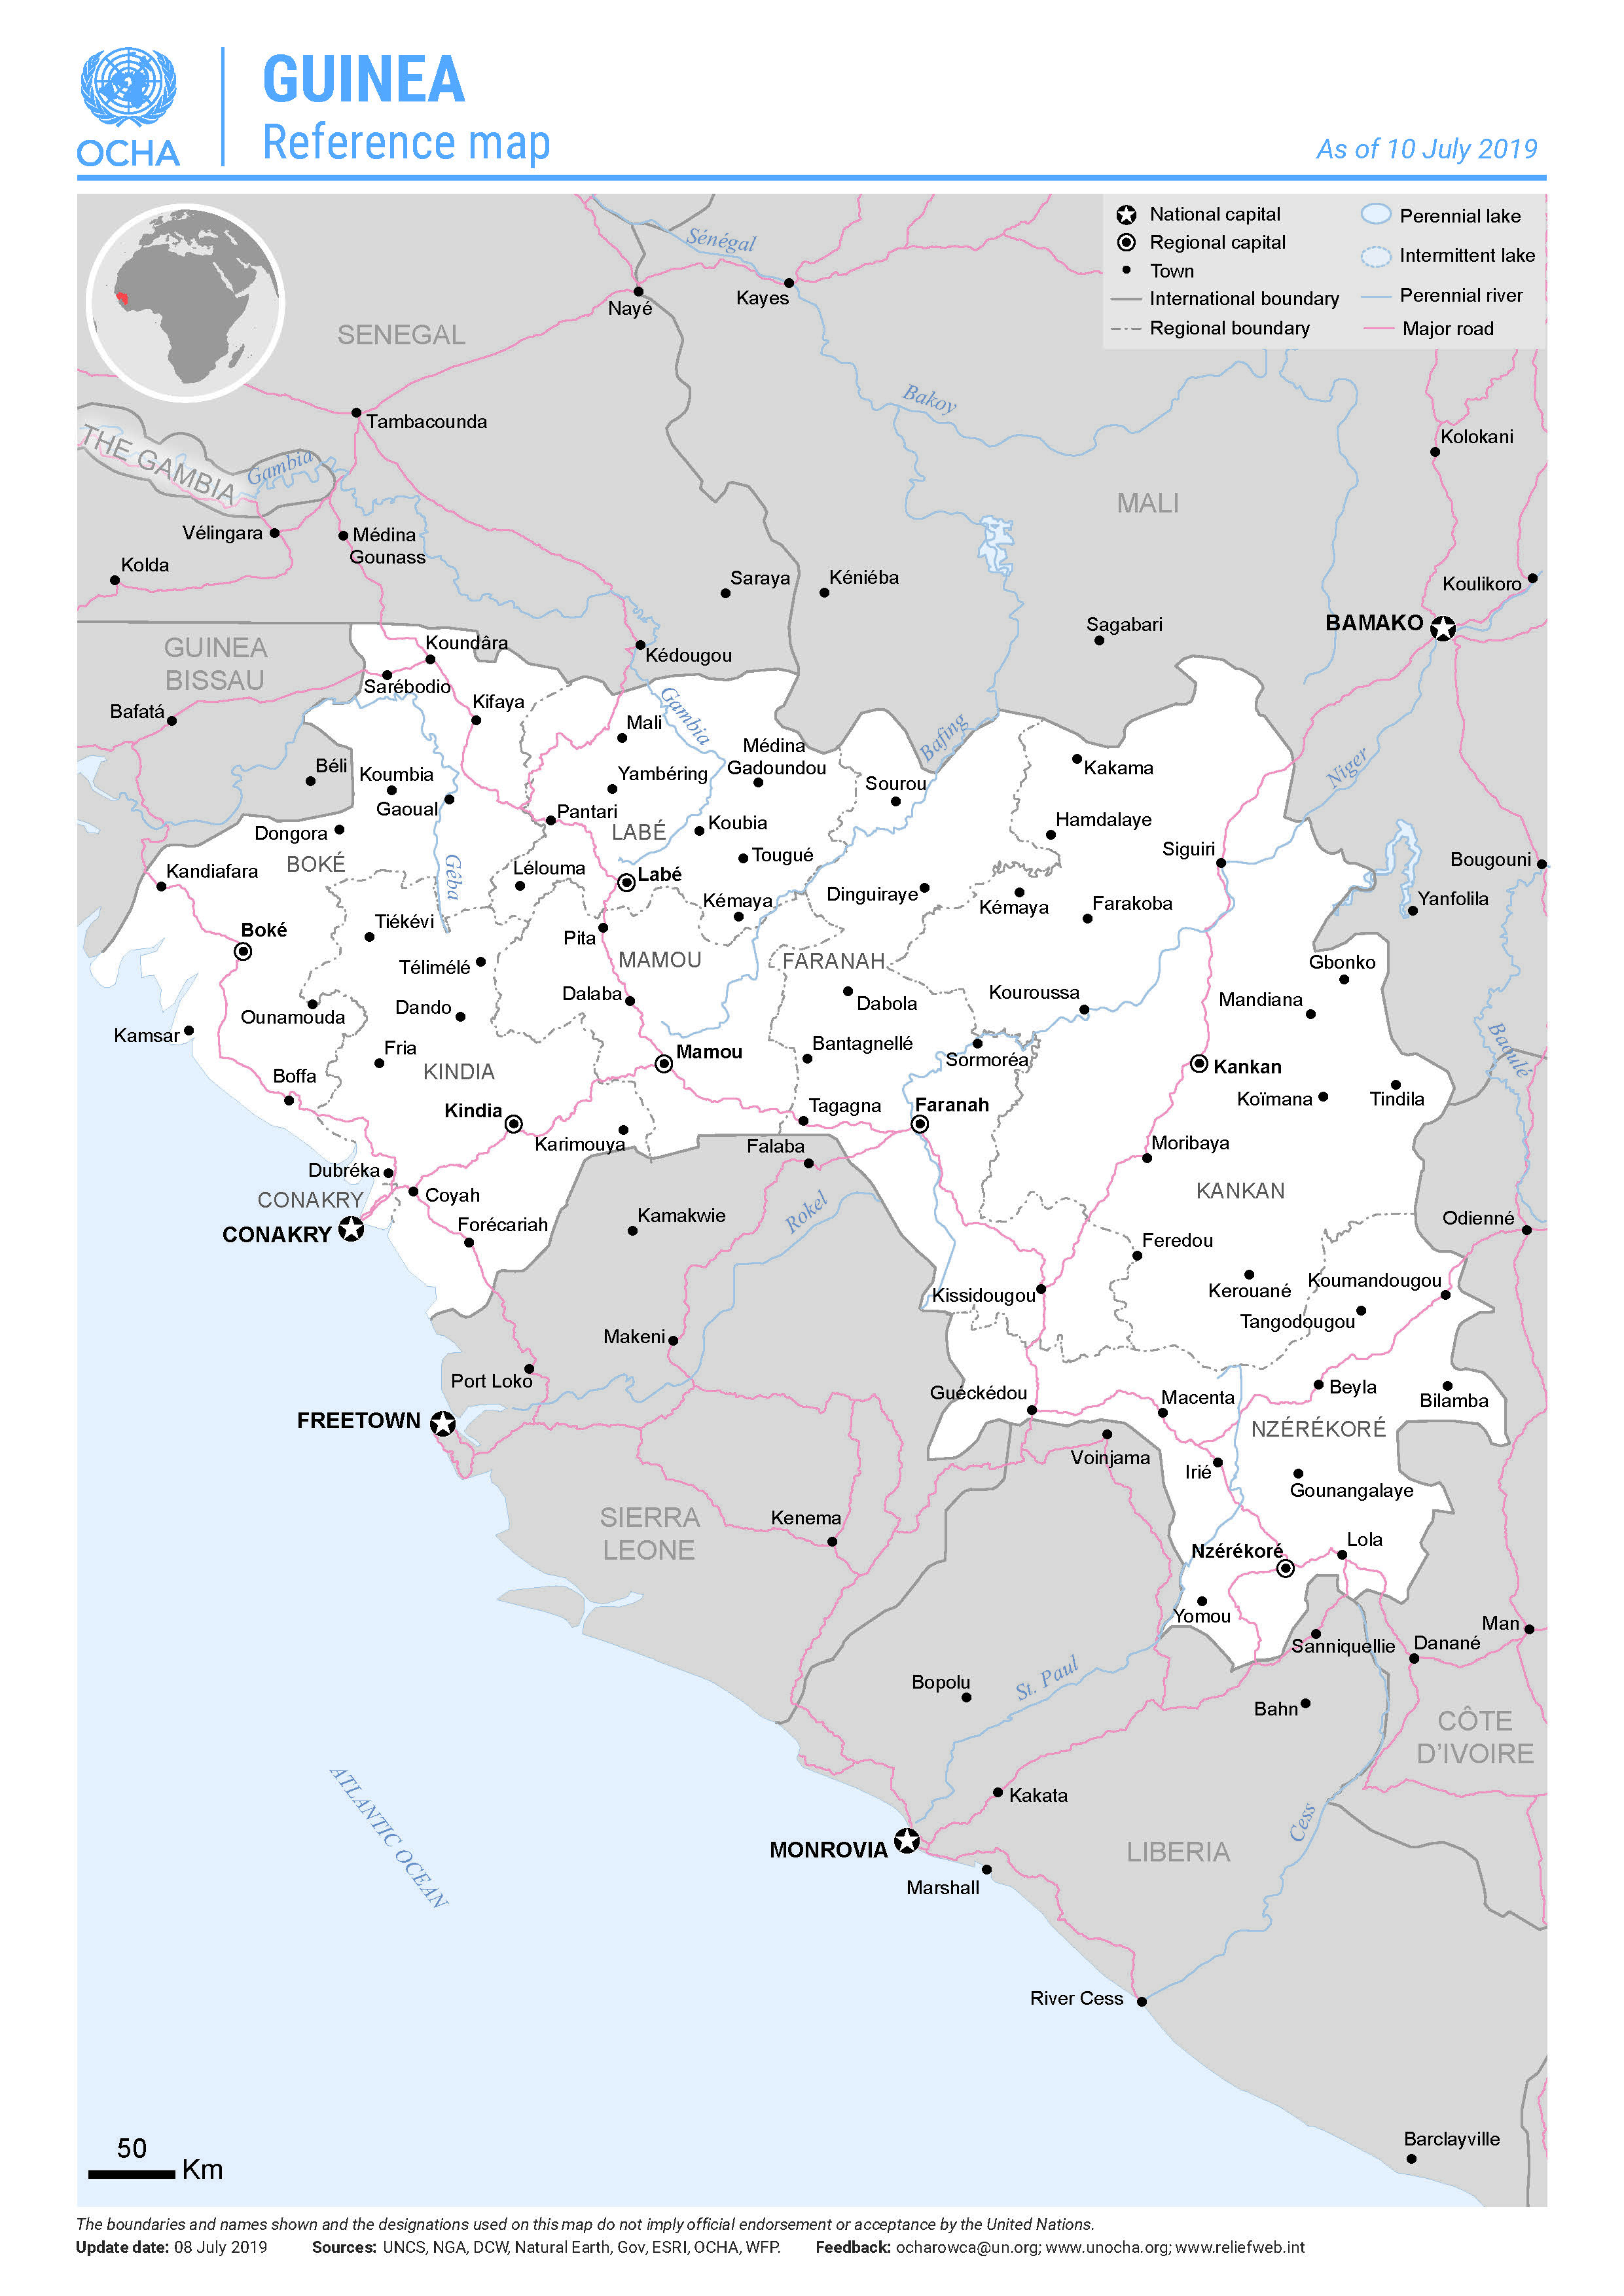 OCHA
GUINEA
Reference map
As of 10 July 2019
National capital
Regional capital
Town
International boundary
Regional boundary
Perennial lake
Intermittent lake
Perennial river
Major road
Sénégal
Nayé
Kayes
SENEGAL
Bakoy
Tambacounda
Kolokani
THE GAMBIA
Gambia
MALI
Vélingara
Médina
Gounass
Kolda
Saraya
Kéniéba
Koulikoro
Sagabari
BAMAKO
GUINEA
BISSAU
Koundâra
Kédougou
Sarébodio
Kifaya
Bafatá
Gambia
Mali
Bafing
Médina
Gadoundou
Béli
Koumbia
Yambéring
Kakama
Niger
Sourou
Gaoual
Pantari
Koubia
Hamdalaye
Dongora
LABÉ
BOKÉ
Siguiri
Tougué
Bougouni
Kandiafara
Géba
Lélouma
Labé
Dinguiraye
Yanfolila
Kémaya
Kémaya
Farakoba
Tiékévi
Boké
Pita
MAMOU
FARANAH
Gbonko
Télimélé
Dalaba
Kouroussa
Mandiana
Dando
Dabola
Ounamouda
Kamsar
Baoulé
Fria
Mamou
Bantagnellé
Sormoréa
Kankan
KINDIA
Boffa
Koïmana
Tindila
Kindia
Tagagna
Faranah
Karimouya
Falaba
Moribaya
Dubréka
CONAKRY
Coyah
KANKAN
Kamakwie
Rokel
Odienné
CONAKRY
Forécariah
Feredou
Kissidougou
Kerouané
Koumandougou
Tangodougou
Makeni
Port Loko
Guéckédou
Macenta
Beyla
Bilamba
FREETOWN
NZÉRÉKORÉ
Voinjama
Irié
Gounangalaye
SIERRA
LEONE
Kenema
Lola
Nzérékoré
Yomou
Man
Sanniquellie
Danané
Bopolu
St. Paul
Bahn
CÔTE
D'IVOIRE
ATLANTIC OCEAN
Kakata
Cess
MONROVIA
LIBERIA
Marshall
River Cess
Barclayville
50
Km
The boundaries and names shown and the designations used on this map do not imply official endorsement or acceptance by the United Nations.
Update date: 08 July 2019 Sources: UNCS, NGA, DCW, Natural Earth, Gov, ESRI, OCHA, WFP. Feedback: ocharowca@un.org; www.unocha.org; www.reliefweb.int